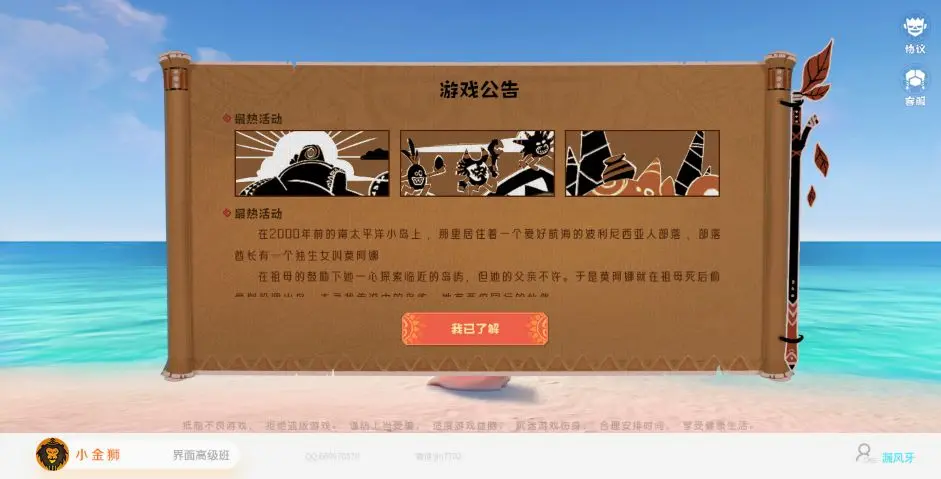 协议
客服
游戏公告
最热活动
最热活动
在2000年前的南太平洋小岛上，那里居住着一个爱好航海的波利尼西亚人部落，部落
酋长有一个独生女叫莫阿娜
在祖母的鼓励下她一心探索临近的岛屿，但她的父亲不许。于是莫阿娜就在祖母死后偷
我已了解
抵制不良游戏， 拒绝盗版游戏。 谨防上当受骗， 适度游戏益脑， 沉迷游戏伤身。 合理安排时间， 享受健康生活。
小金狮
界面高级班
漏风牙